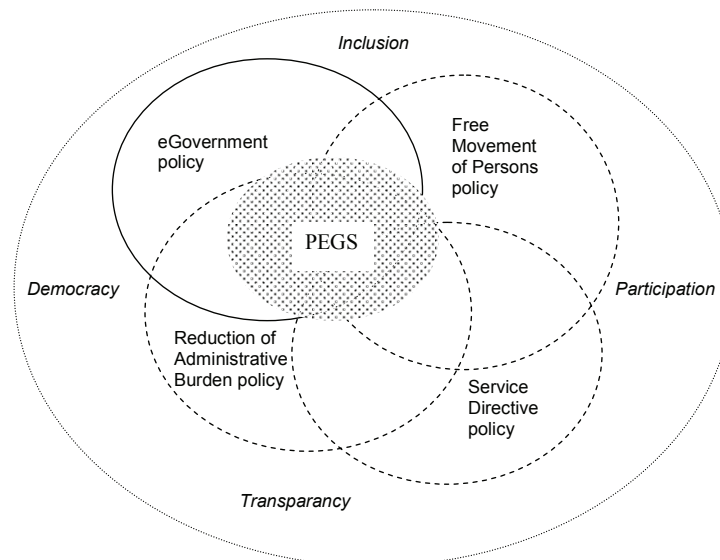 Inclusion
eGovernment
policy
Free
Movement
of Persons
policy
PEGS
Democracy
Participation
Reduction of
Administrative
Burden policy
Service
Directive
policy
Transparancy